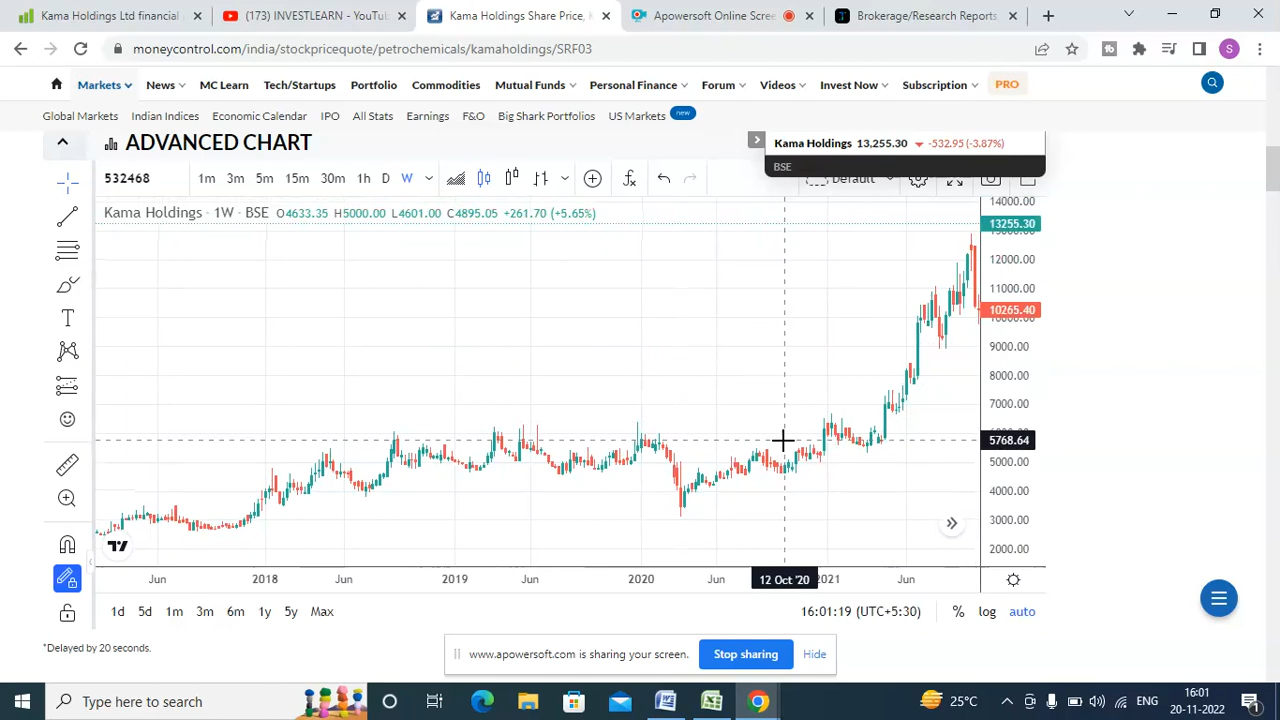 Kama Holdings Financial
(173) INVESTLEARN - YouTube
Kama Holdings Share Price, K
Apowersoft Online Scree
Brokerage/Research Reports
moneycontrol.com/india/stockpricequote/petrochemicals/kamaholdings/SRF03
S
Markets News MC Learn Tech/Startups Portfolio Commodities Mutual Funds Personal Finance Forum Videos Invest Now Subscription PRO
Global Markets Indian Indices Economic Calendar IPO All Stats Earnings F&O Big Shark Portfolios US Markets new
ADVANCED CHART
Kama Holdings 13,255.30 -532.95 (-3.87%)
BSE
532468 1m 3m 5m 15m 30m 1h D W Default
Kama Holdings · 1W · BSE O4633.35 H5000.00 L4601.00 C4895.05 +261.70 (+5.65%)
14000.00
13255.30
12000.00
11000.00
10265.40
9000.00
8000.00
7000.00
5768.64
5000.00
4000.00
3000.00
2000.00
Jun 2018 Jun 2019 Jun 2020 Jun 12 Oct '20 2021 Jun
1d 5d 1m 3m 6m 1y 5y Max 16:01:19 (UTC+5:30) % log auto
*Delayed by 20 seconds.
www.apowersoft.com is sharing your screen. Stop sharing Hide
Type here to search
25°C
ENG
16:01
20-11-2022
1